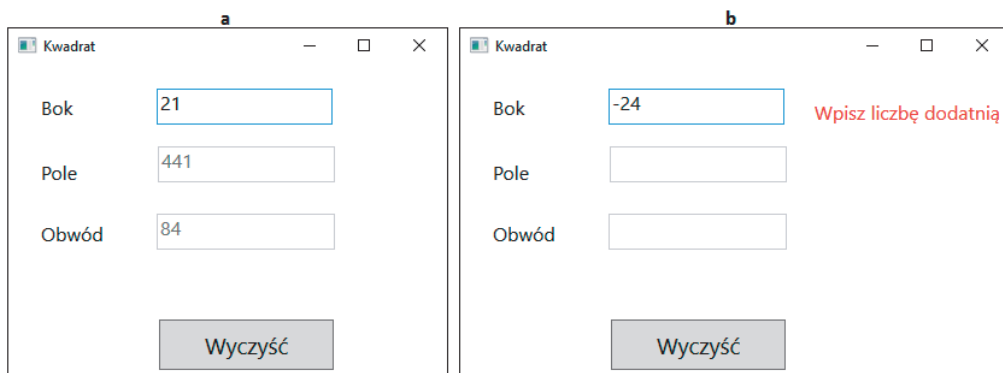 a
Kwadrat
Bok 21
Pole 441
Obwód 84
Wyczyść
b
Kwadrat
Bok -24 Wpisz liczbę dodatnią
Pole
Obwód
Wyczyść